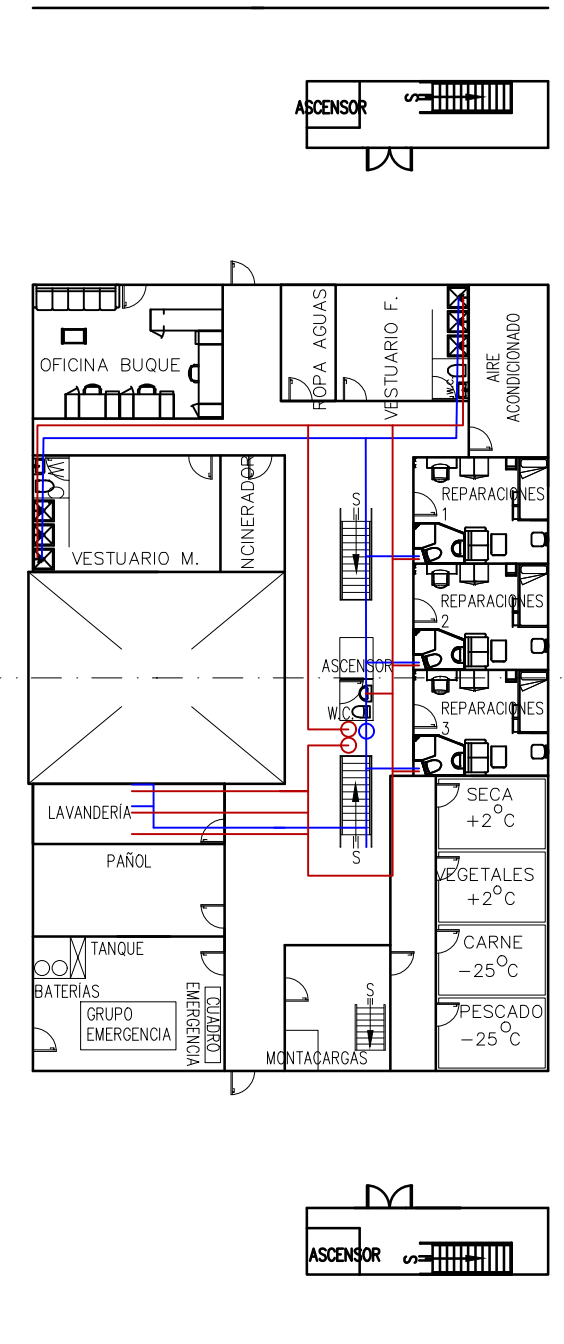 ASCENSOR
S
ROPA AGUAS
VESTUARIO F.
AIRE
ACONDICIONADO
OFICINA BUQUE
W.C.
W.C.
INCINERADOR
VESTUARIO M.
S
REPARACIONES
1
REPARACIONES
2
ASCENSOR
W.C.
REPARACIONES
3
LAVANDERÍA
SECA
+2°C
S
PAÑOL
VEGETALES
+2°C
TANQUE
CARNE
-25°C
BATERÍAS
GRUPO
EMERGENCIA
CUADRO
EMERGENCIA
S
PESCADO
-25°C
MONTACARGAS
ASCENSOR
S